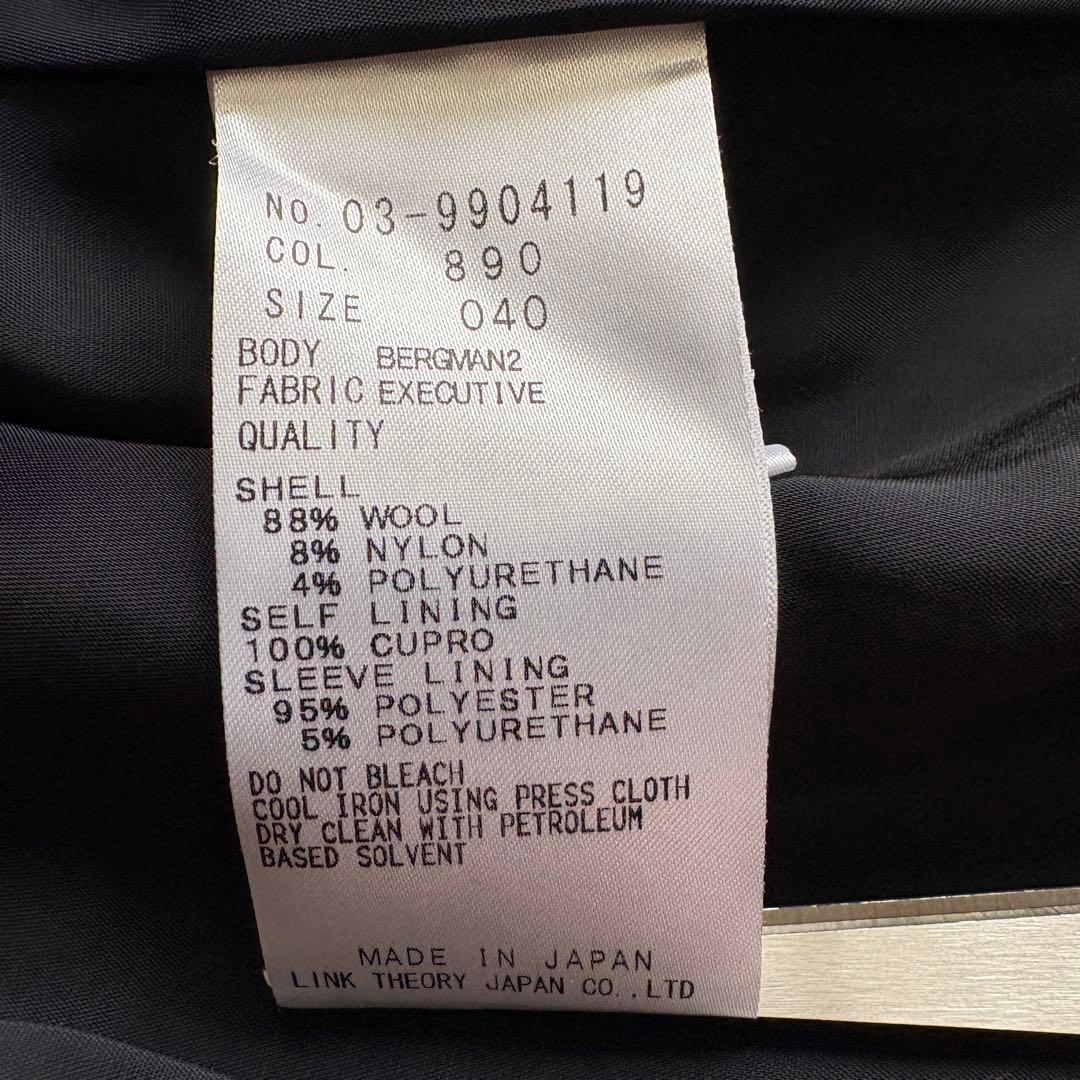 NO. 03-9904119
COL. 890
SIZE 040
BODY BERGMAN2
FABRIC EXECUTIVE
QUALITY
SHELL
88% WOOL
8% NYLON
4% POLYURETHANE
SELF LINING
100% CUPRO
SLEEVE LINING
95% POLYESTER
5% POLYURETHANE
DO NOT BLEACH
COOL IRON USING PRESS CLOTH
DRY CLEAN WITH PETROLEUM
BASED SOLVENT
MADE IN JAPAN
LINK THEORY JAPAN CO.,LTD